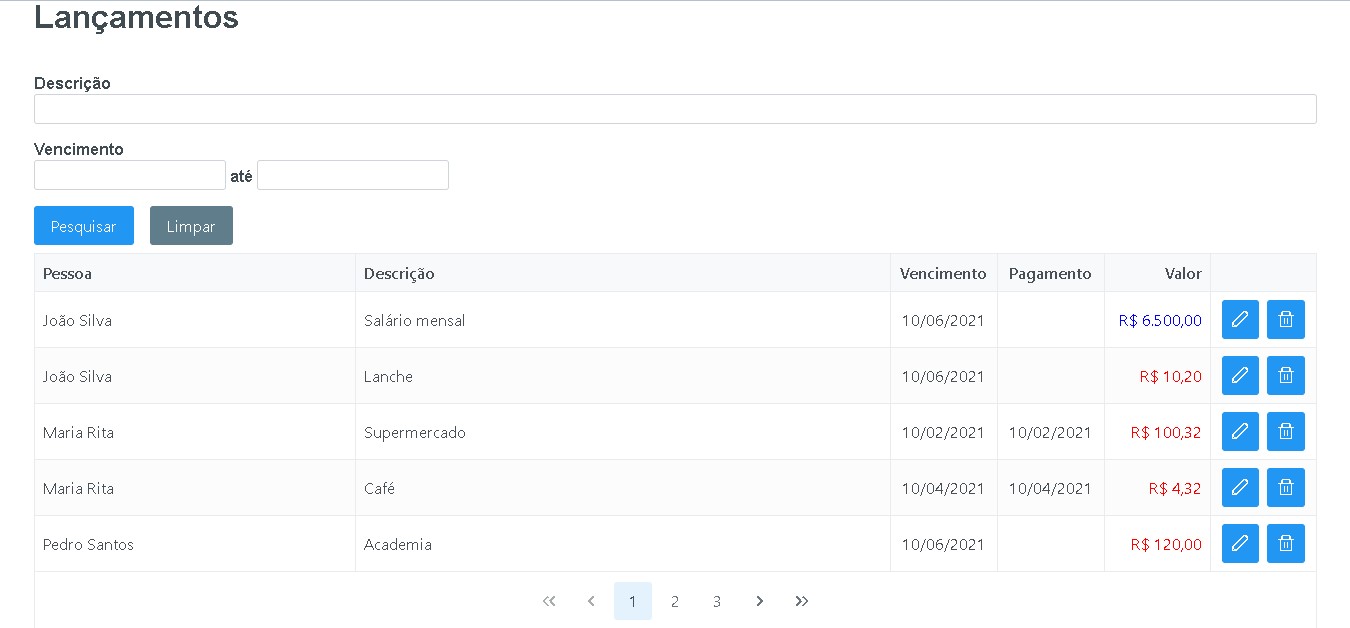 Lançamentos
Descrição
Vencimento
até
Pesquisar Limpar
Pessoa Descrição Vencimento Pagamento Valor
João Silva Salário mensal 10/06/2021 R$ 6.500,00
João Silva Lanche 10/06/2021 R$ 10,20
Maria Rita Supermercado 10/02/2021 10/02/2021 R$ 100,32
Maria Rita Café 10/04/2021 10/04/2021 R$ 4,32
Pedro Santos Academia 10/06/2021 R$ 120,00
1 2 3